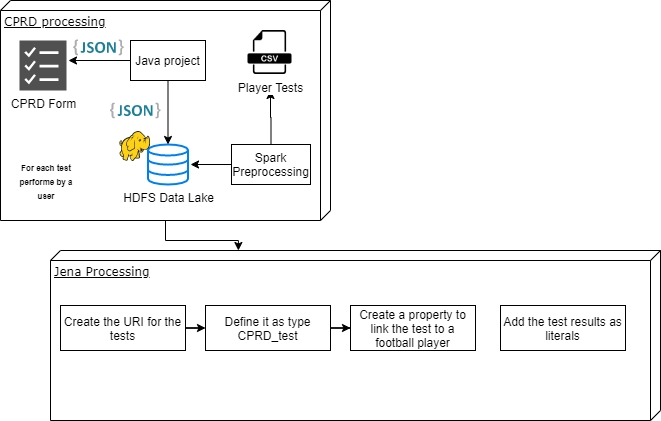 CPRD processing
{JSON}
Java project
CSV
CPRD Form
Player Tests
{JSON}
For each test
performe by a
user
Spark
Preprocessing
HDFS Data Lake
Jena Processing
Create the URI for the
tests
Define it as type
CPRD_test
Create a property to
link the test to a
football player
Add the test results as
literals